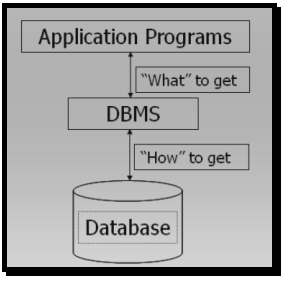 Application Programs
“What” to get
DBMS
“How” to get
Database